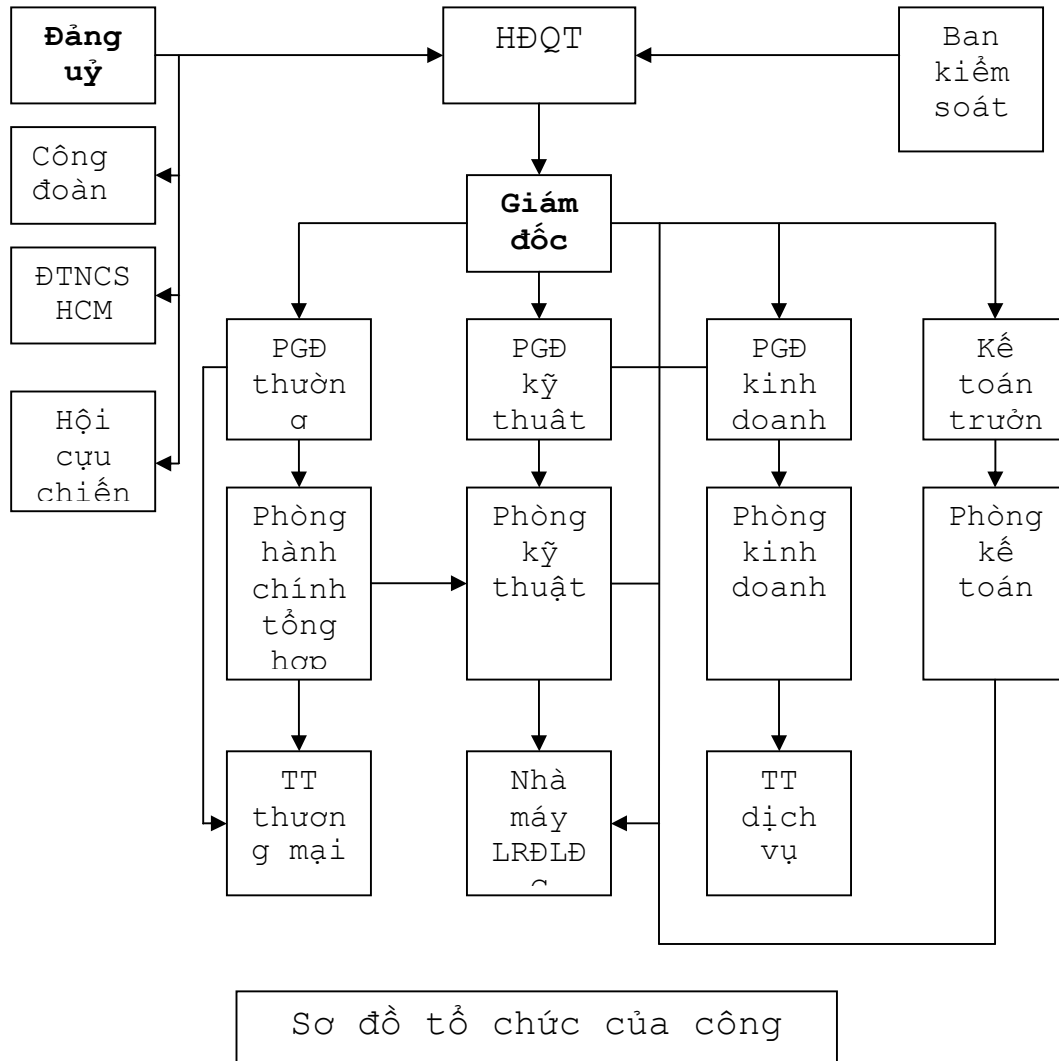 Đảng
uỷ
HĐQT
Ban
kiểm
soát
Công
đoàn
Giám
đốc
ĐTNCS
HCM
Hội
cựu
chiến
PGĐ
thườn
PGĐ
kỹ
thuật
PGĐ
kinh
doanh
Kế
toán
trưởn
Phòng
hành
chính
tổng
hợp
Phòng
kỹ
thuật
Phòng
kinh
doanh
Phòng
kế
toán
TT
thươn
g mại
Nhà
máy
LRĐLĐ
TT
dịch
vụ
Sơ đồ tổ chức của công